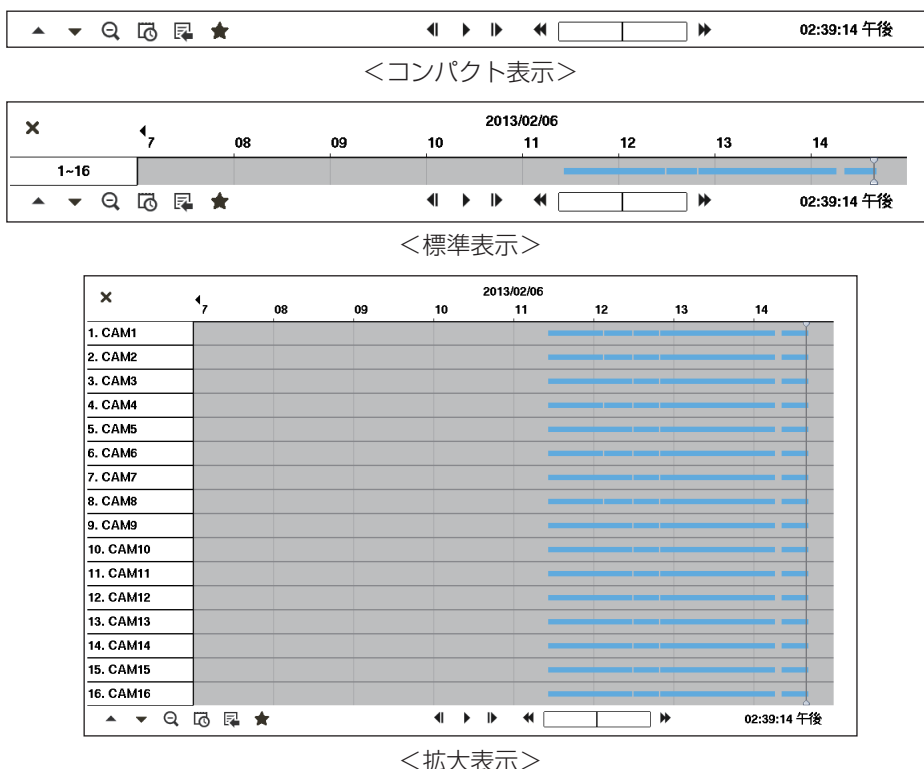 02:39:14 午後
＜コンパクト表示＞
2013/02/06
7 08 09 10 11 12 13 14
1~16
02:39:14 午後
＜標準表示＞
2013/02/06
7 08 09 10 11 12 13 14
1. CAM1
2. CAM2
3. CAM3
4. CAM4
5. CAM5
6. CAM6
7. CAM7
8. CAM8
9. CAM9
10. CAM10
11. CAM11
12. CAM12
13. CAM13
14. CAM14
15. CAM15
16. CAM16
02:39:14 午後
＜拡大表示＞